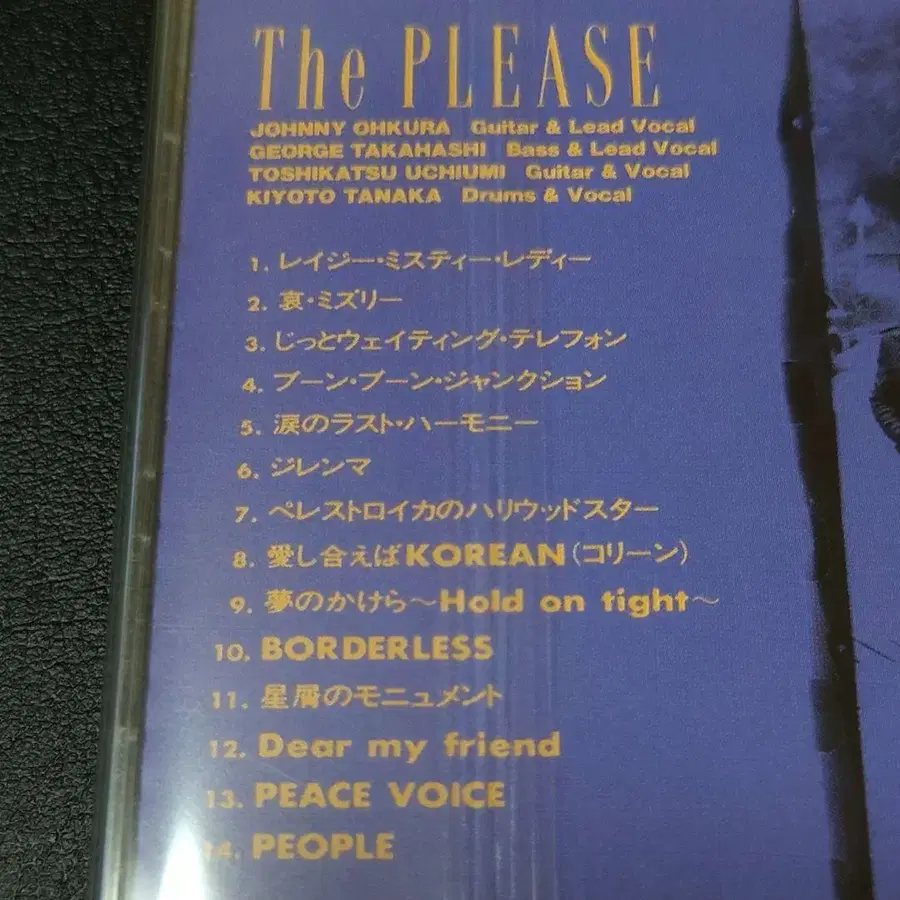 The PLEASE
JOHNNY OHKURA Guitar & Lead Vocal
GEORGE TAKAHASHI Bass & Lead Vocal
TOSHIKATSU UCHIUMI Guitar & Vocal
KIYOTO TANAKA Drums & Vocal
1. レイジー・ミスティー・レディー
2. 哀・ミズリー
3. じっとウェイティング・テレフォン
4. ブーン・ブーン・ジャンクション
5. 涙のラスト・ハーモニー
6. ジレンマ
7. ペレストロイカのハリウッドスター
8. 愛し合えばKOREAN(コリーン)
9. 夢のかけら〜Hold on tight〜
10. BORDERLESS
11. 星屑のモニュメント
12. Dear my friend
13. PEACE VOICE
14. PEOPLE